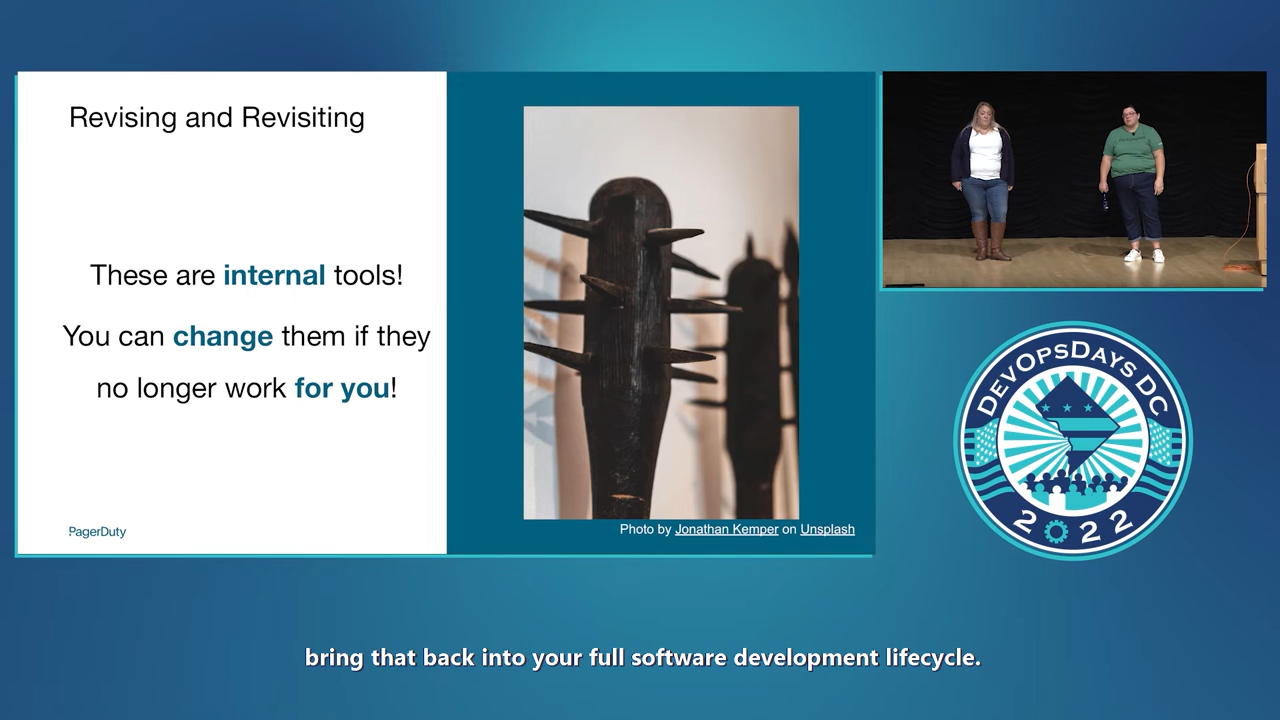 Revising and Revisiting
These are internal tools!
You can change them if they
no longer work for you!
PagerDuty
Photo by Jonathan Kemper on Unsplash
DEVOPSDAYS DC
2022
bring that back into your full software development lifecycle.